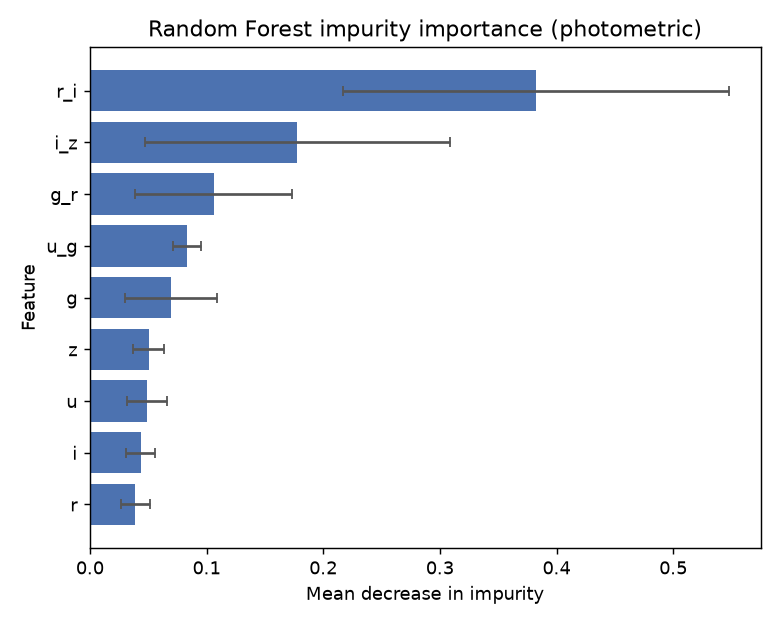 Random Forest impurity importance (photometric)
r_i
i_z
g_r
u_g
g
z
u
i
r
Feature
0.0 0.1 0.2 0.3 0.4 0.5
Mean decrease in impurity